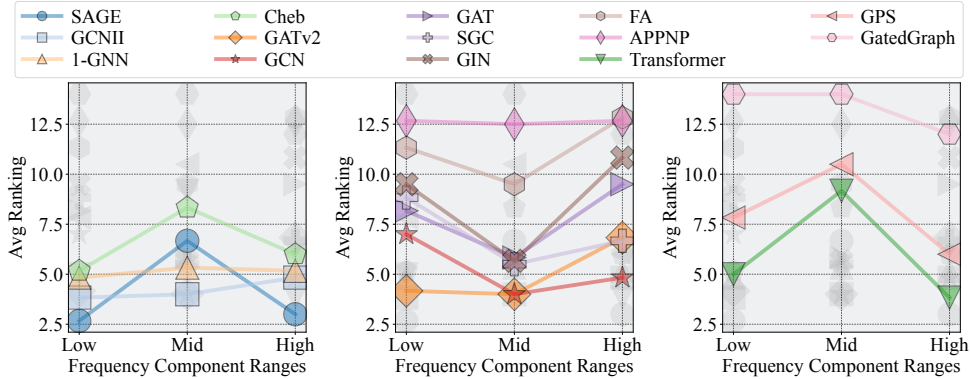 SAGE Cheb GAT FA GPS
GCNII GATv2 SGC APPNP GatedGraph
1-GNN GCN GIN Transformer
Avg Ranking
12.5
10.0
7.5
5.0
2.5
Low Mid High
Frequency Component Ranges
Avg Ranking
12.5
10.0
7.5
5.0
2.5
Low Mid High
Frequency Component Ranges
Avg Ranking
12.5
10.0
7.5
5.0
2.5
Low Mid High
Frequency Component Ranges